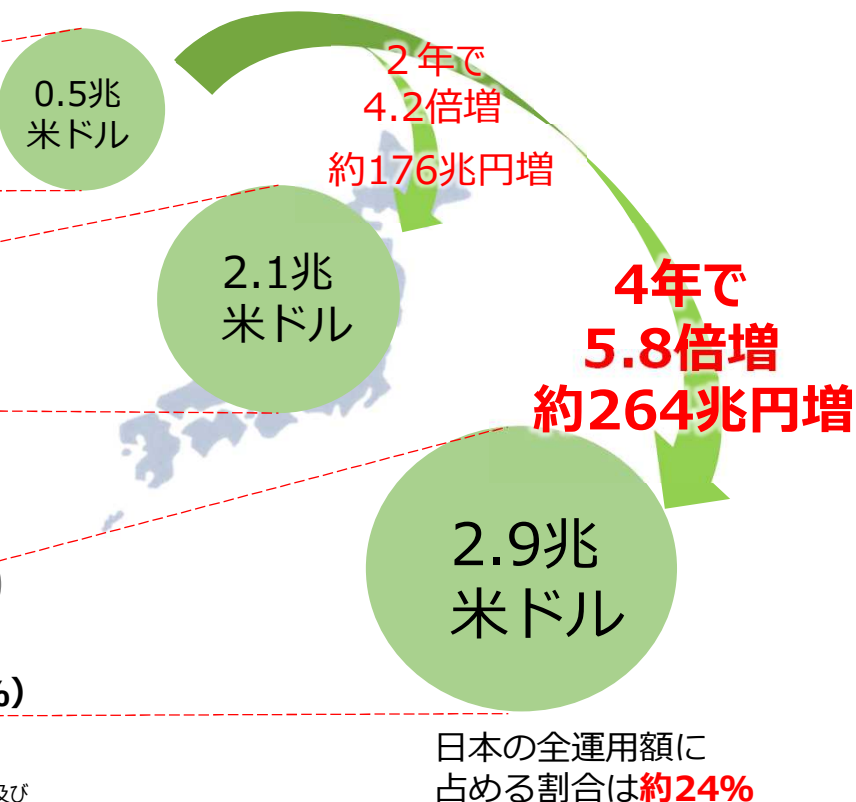 0.5兆
米ドル
2年で
4.2倍増
約176兆円増
2.1兆
米ドル
4年で
5.8倍増
約264兆円増
2.9兆
米ドル
)
%)
日本の全運用額に
占める割合は約24%
及び